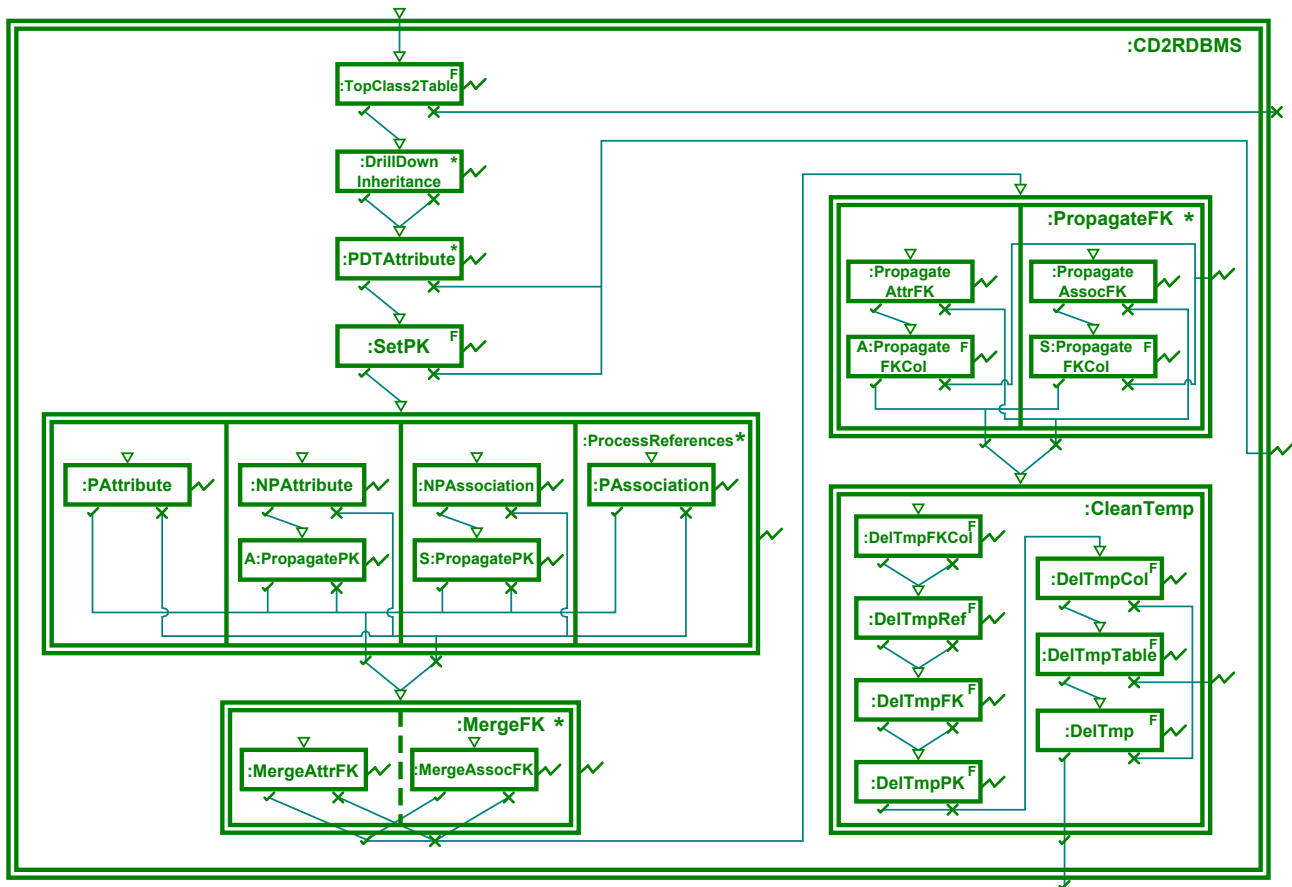 :CD2RDBMS
F
:TopClass2Table
:DrillDown *
Inheritance
:PDTAttribute *
:SetPK F
:ProcessReferences *
:PAttribute
:NPAttribute
:NPAssociation
:PAssociation
A:PropagatePK
S:PropagatePK
:MergeFK *
:MergeAttrFK
:MergeAssocFK
:PropagateFK *
:Propagate
AttrFK
:Propagate
AssocFK
A:Propagate F
FKCol
S:Propagate F
FKCol
:CleanTemp
:DelTmpFKCol F
:DelTmpRef F
:DelTmpFK F
:DelTmpPK F
:DelTmpCol F
:DelTmpTable F
:DelTmp F